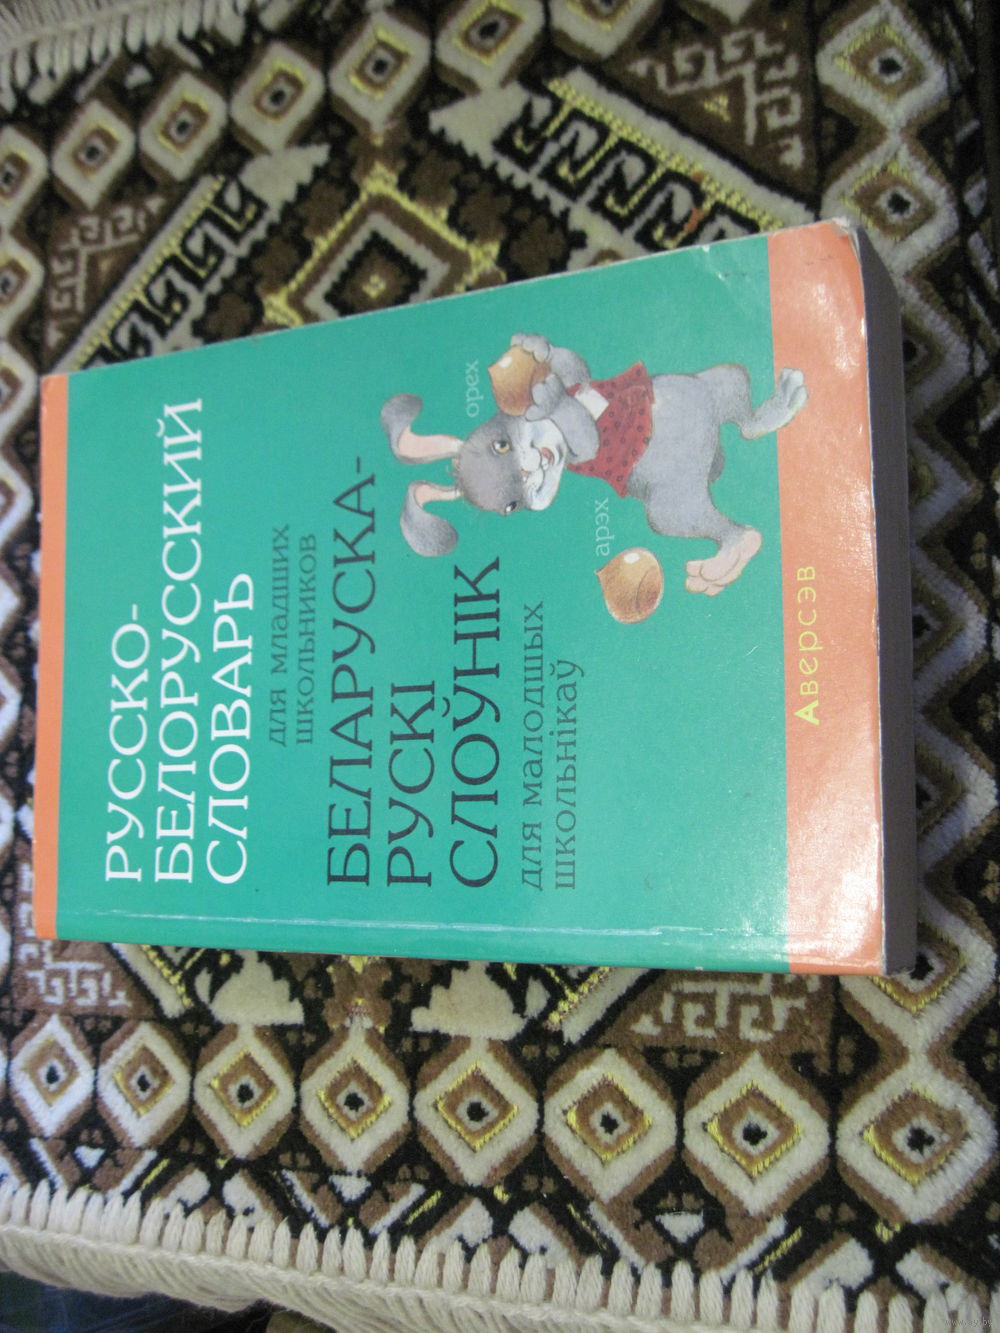 РУССКО-
БЕЛОРУССКИЙ
СЛОВАРЬ
для младших
школьников
БЕЛАРУСКА-
РУСКІ
СЛОЎНІК
для малодшых
школьнікаў
орех
арэх
Аверсэв